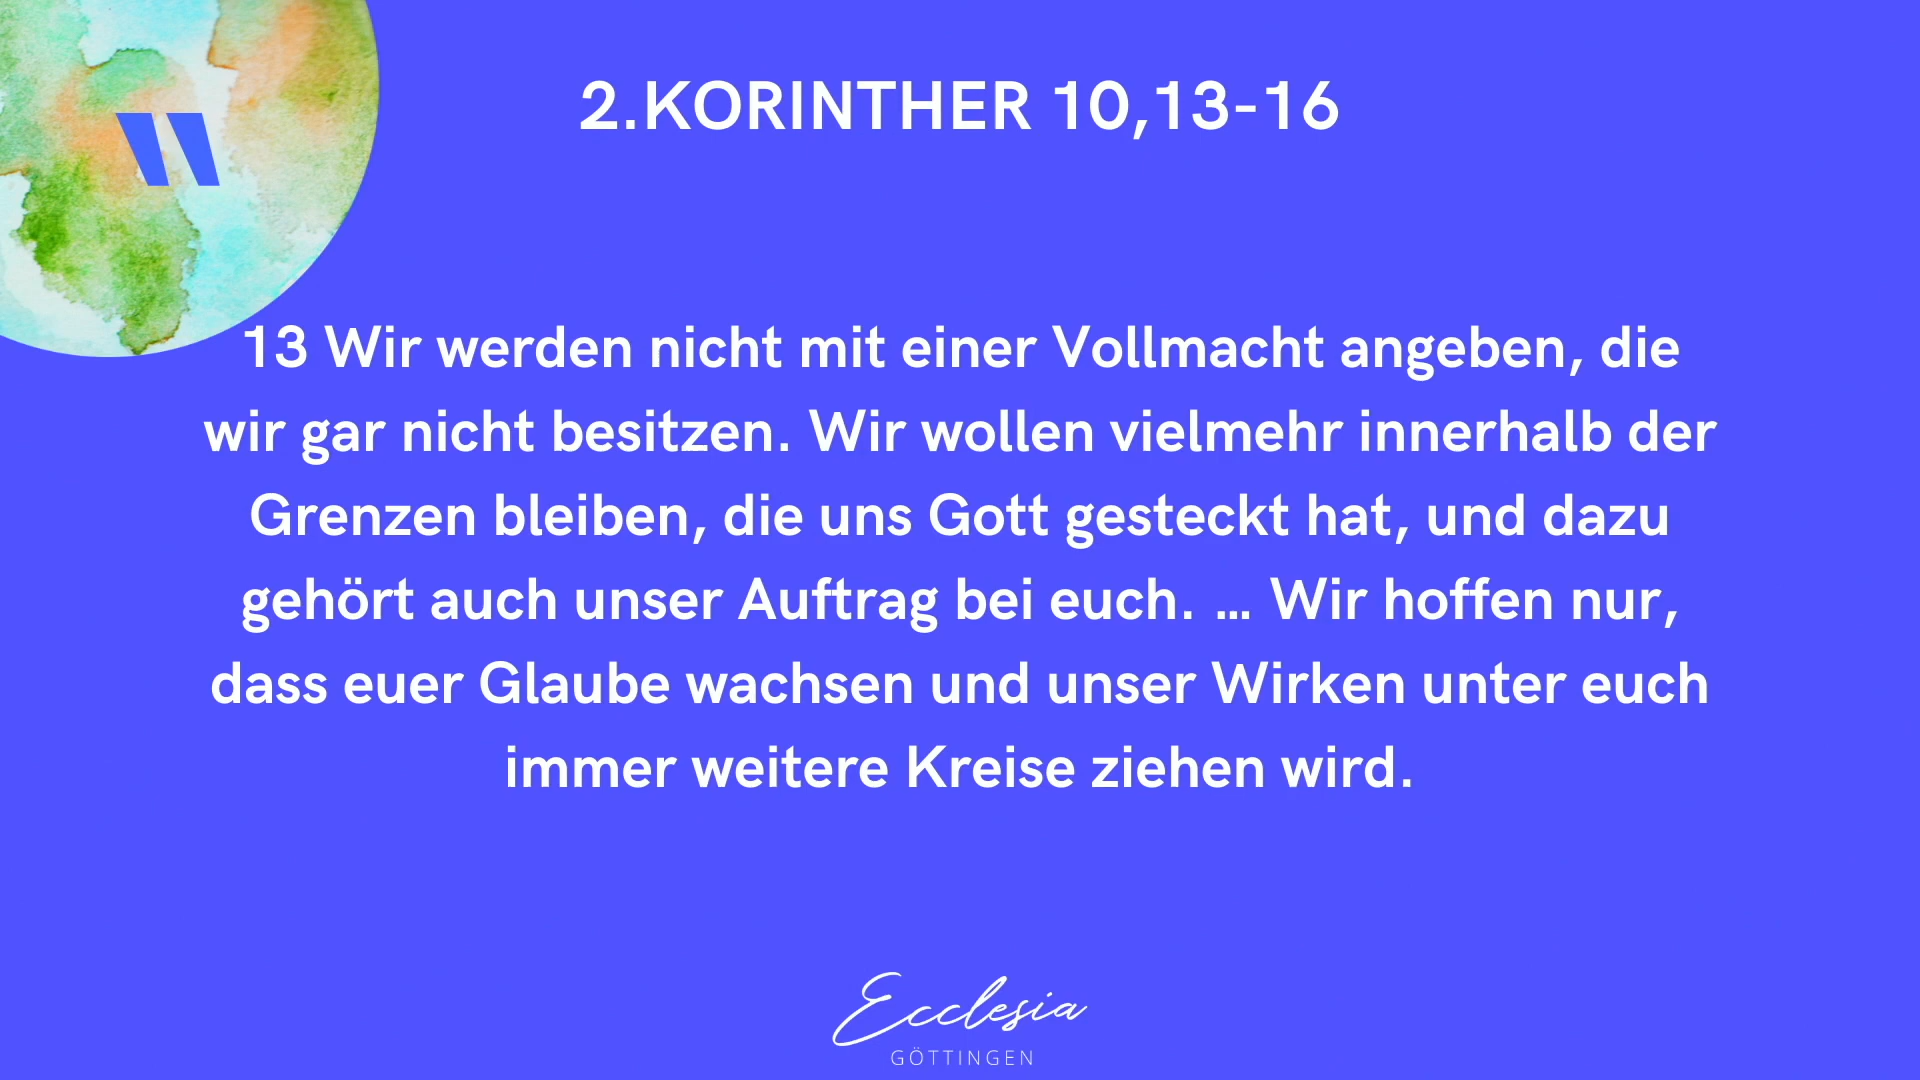 2.KORINTHER 10,13-16
13 Wir werden nicht mit einer Vollmacht angeben, die
wir gar nicht besitzen. Wir wollen vielmehr innerhalb der
Grenzen bleiben, die uns Gott gesteckt hat, und dazu
gehört auch unser Auftrag bei euch. ... Wir hoffen nur,
dass euer Glaube wachsen und unser Wirken unter euch
immer weitere Kreise ziehen wird.
Ecclesia
GÖTTINGEN